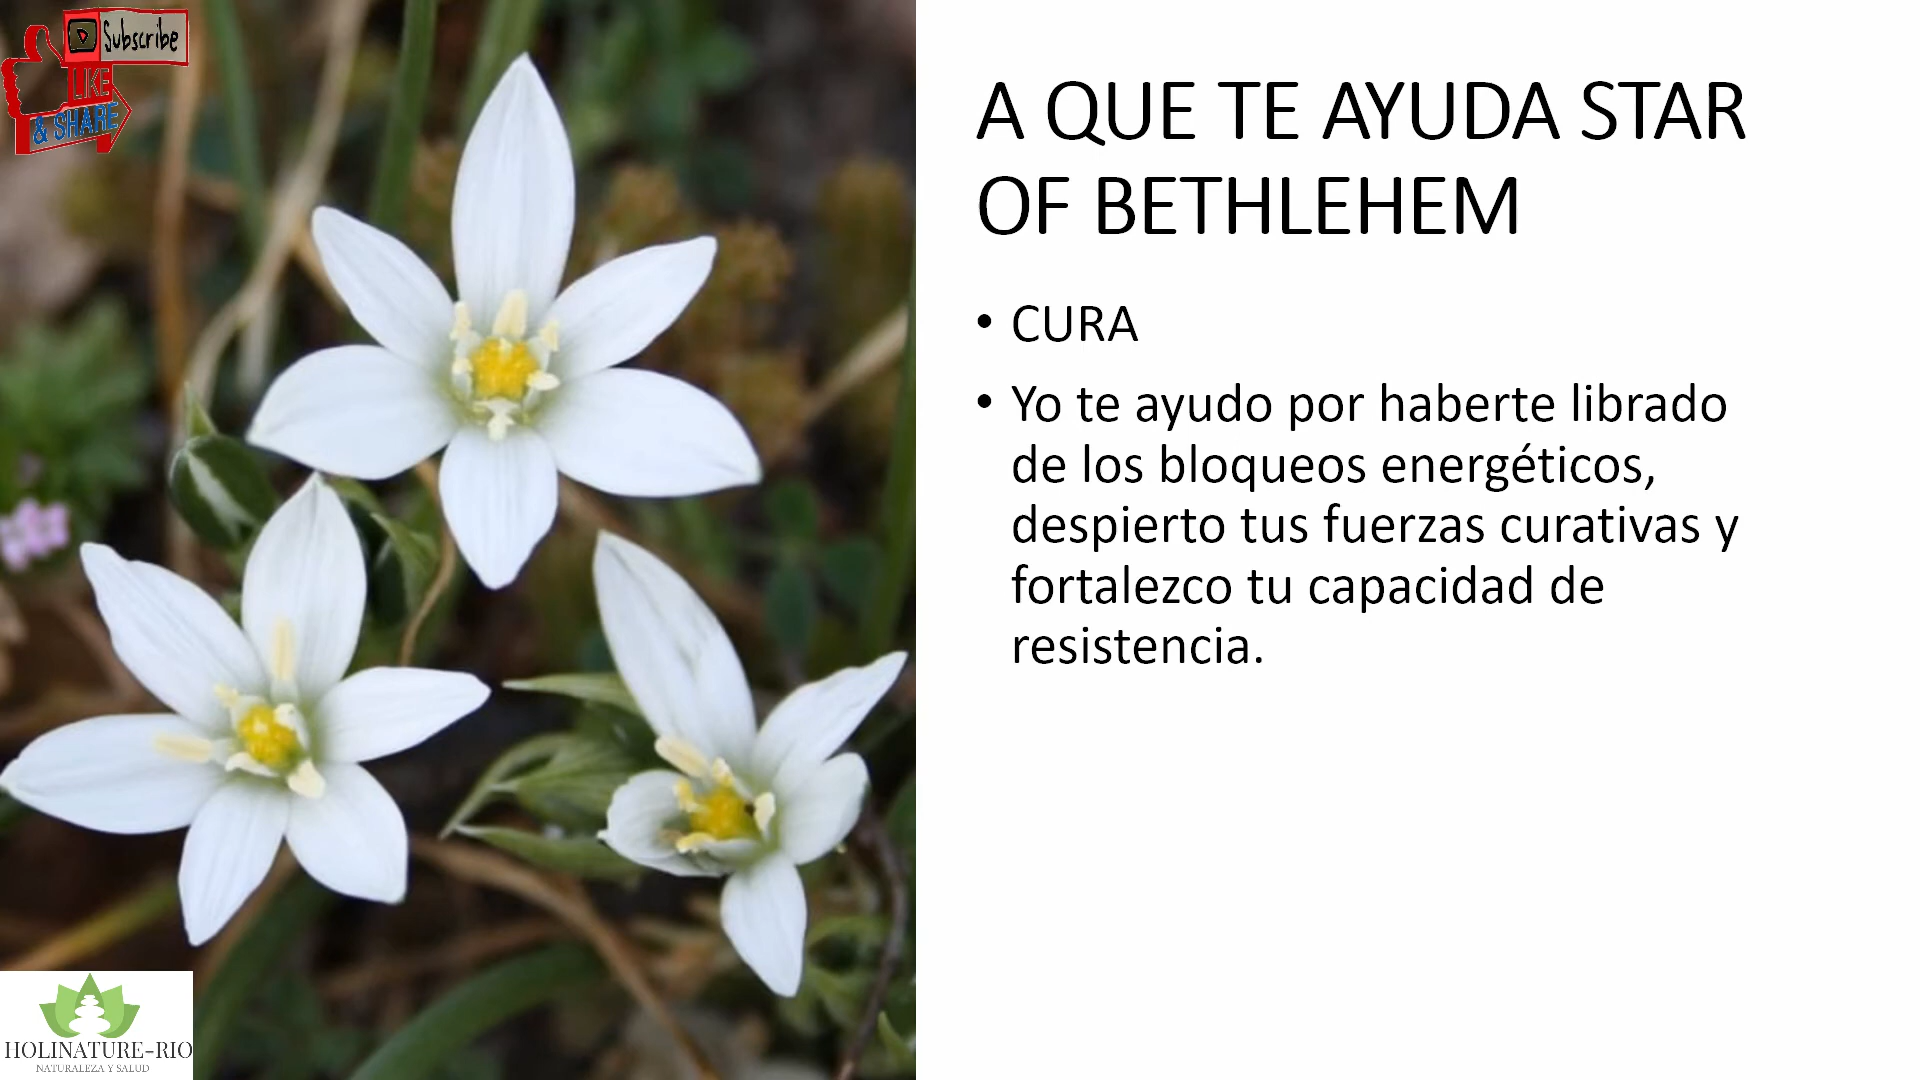 Subscribe
LIKE
& SHARE
A QUE TE AYUDA STAR
OF BETHLEHEM
• CURA
• Yo te ayudo por haberte librado
de los bloqueos energéticos,
despierto tus fuerzas curativas y
fortalezco tu capacidad de
resistencia.
HOLINATURE-RIO
NATURALEZA Y SALUD